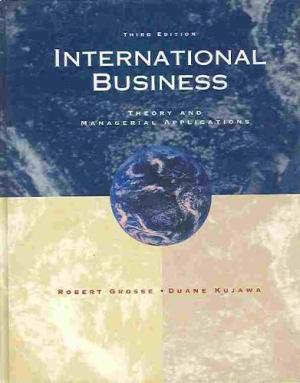 THIRD EDITION
INTERNATIONAL
BUSINESS
THEORY AND
MANAGERIAL APPLICATIONS
ROBERT GROSSE • DUANE KUJAWA